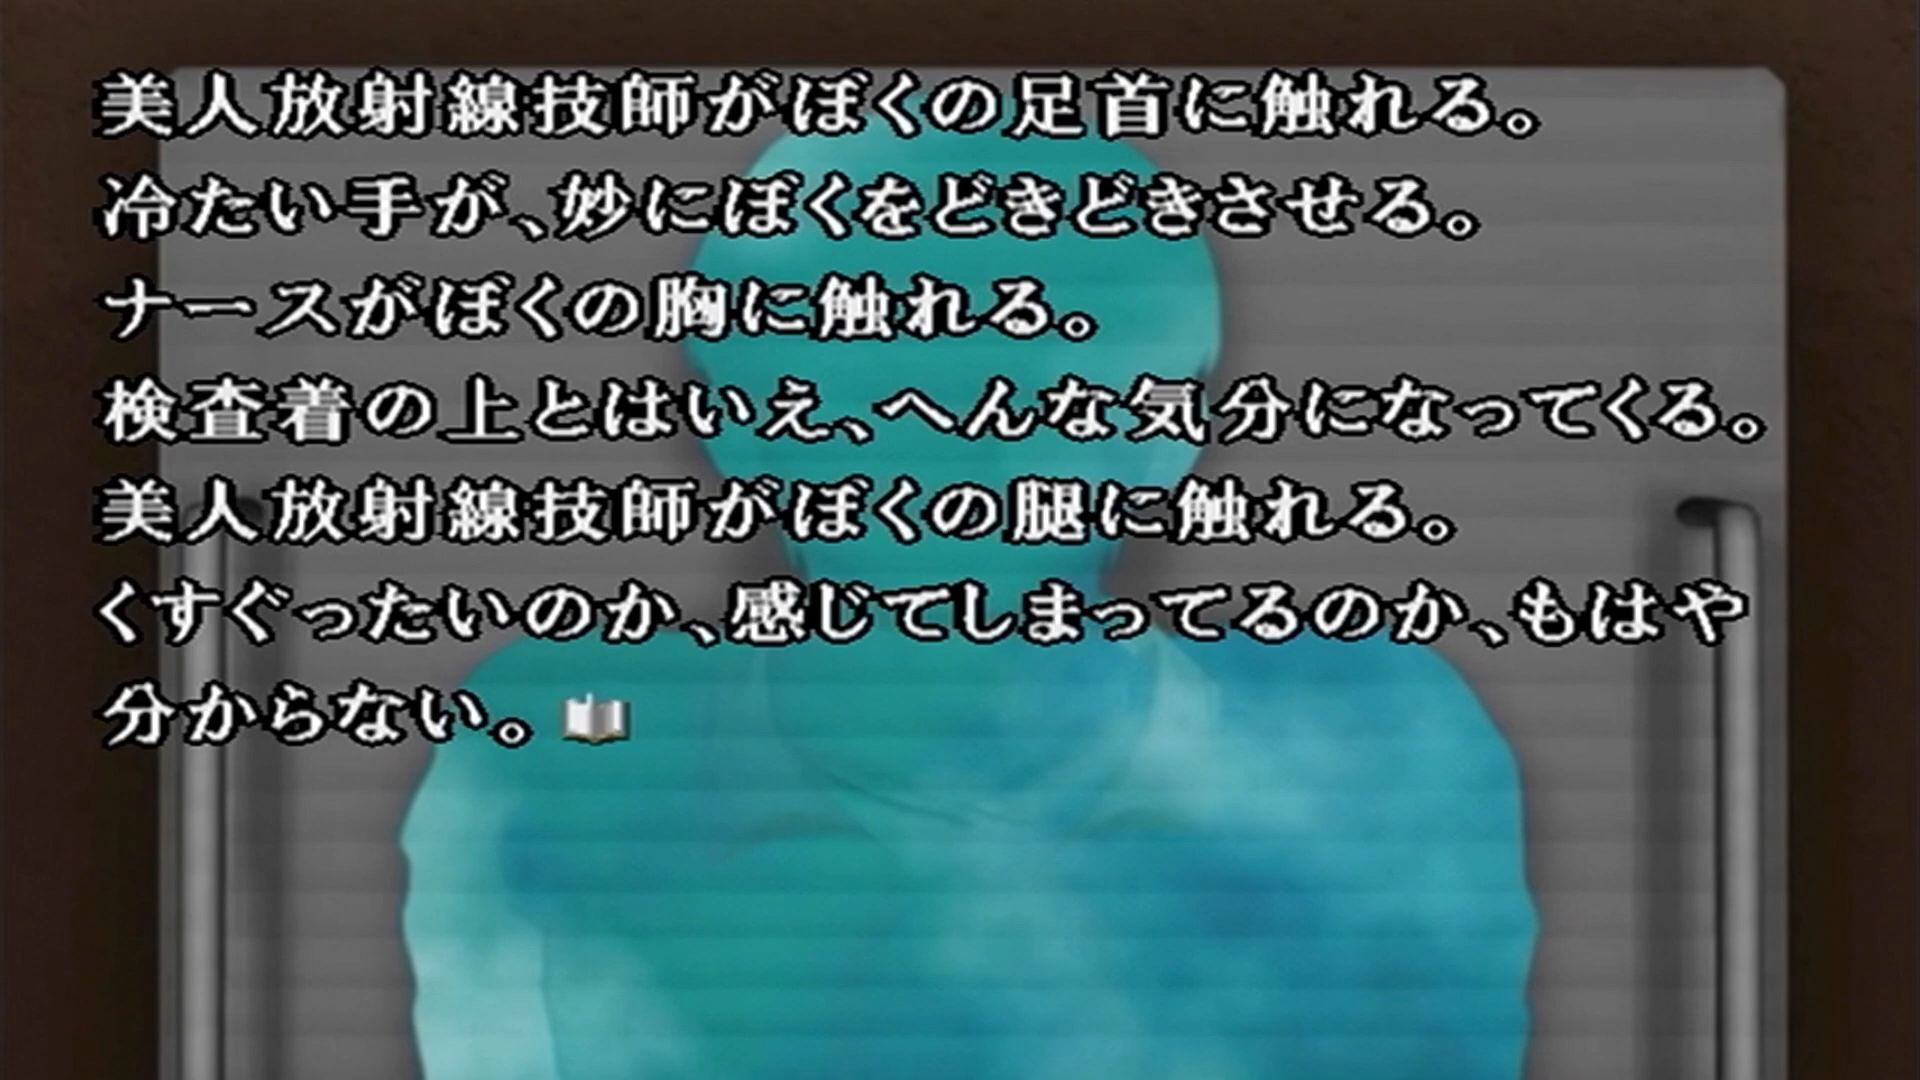 美人放射線技師がぼくの足首に触れる。
冷たい手が、妙にぼくをどきどきさせる。
ナースがぼくの胸に触れる。
検査着の上とはいえ、へんな気分になってくる。
美人放射線技師がぼくの腿に触れる。
くすぐったいのか、感じてしまってるのか、もはや
分からない。